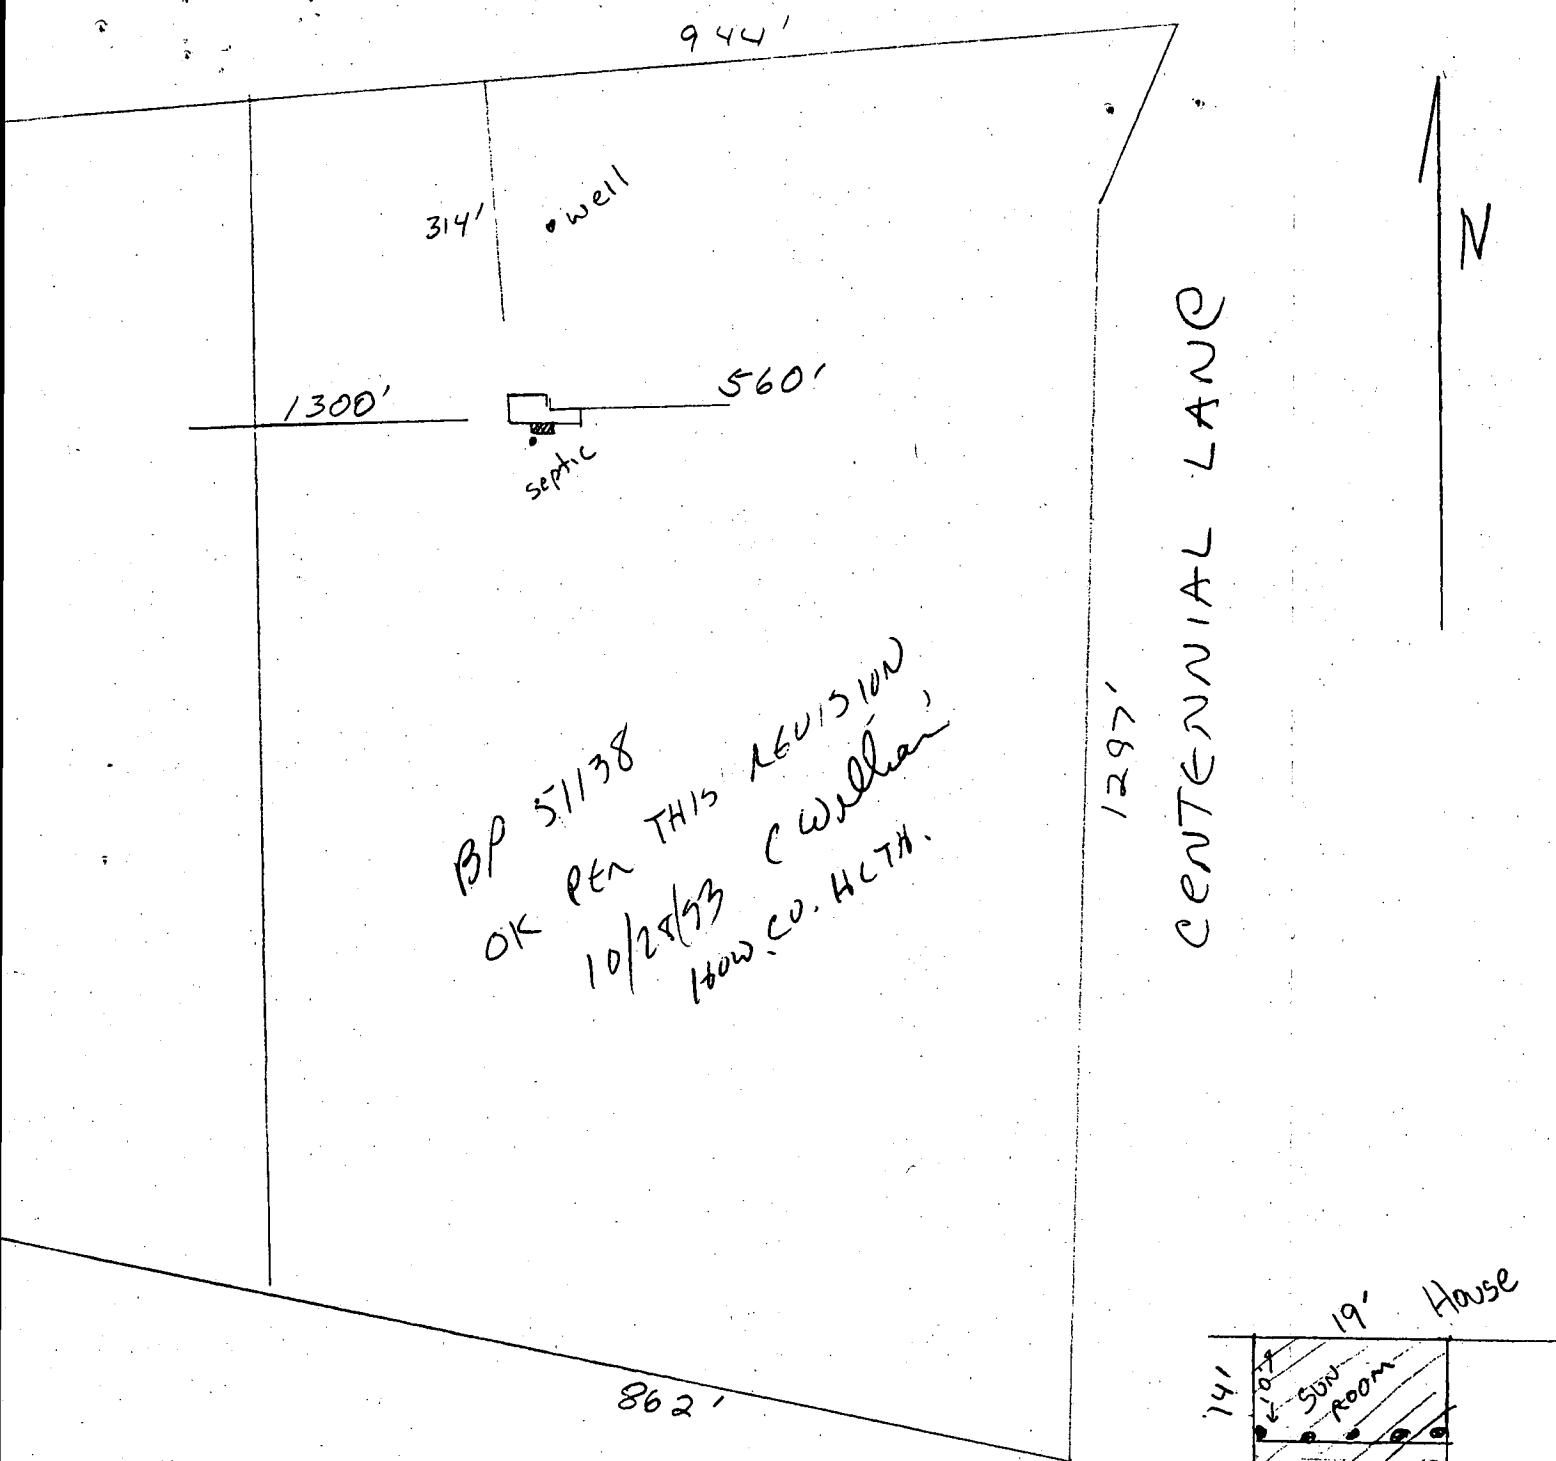 944'
314'
well
1300'
560'
septic
N
CENTENNIAL LANE
1297'
BP 51138
OK PER THIS REVISION
10/28/93 C William
HOW. CO. HLTH.
862'
19' House
14'
10'
SUN
ROOM